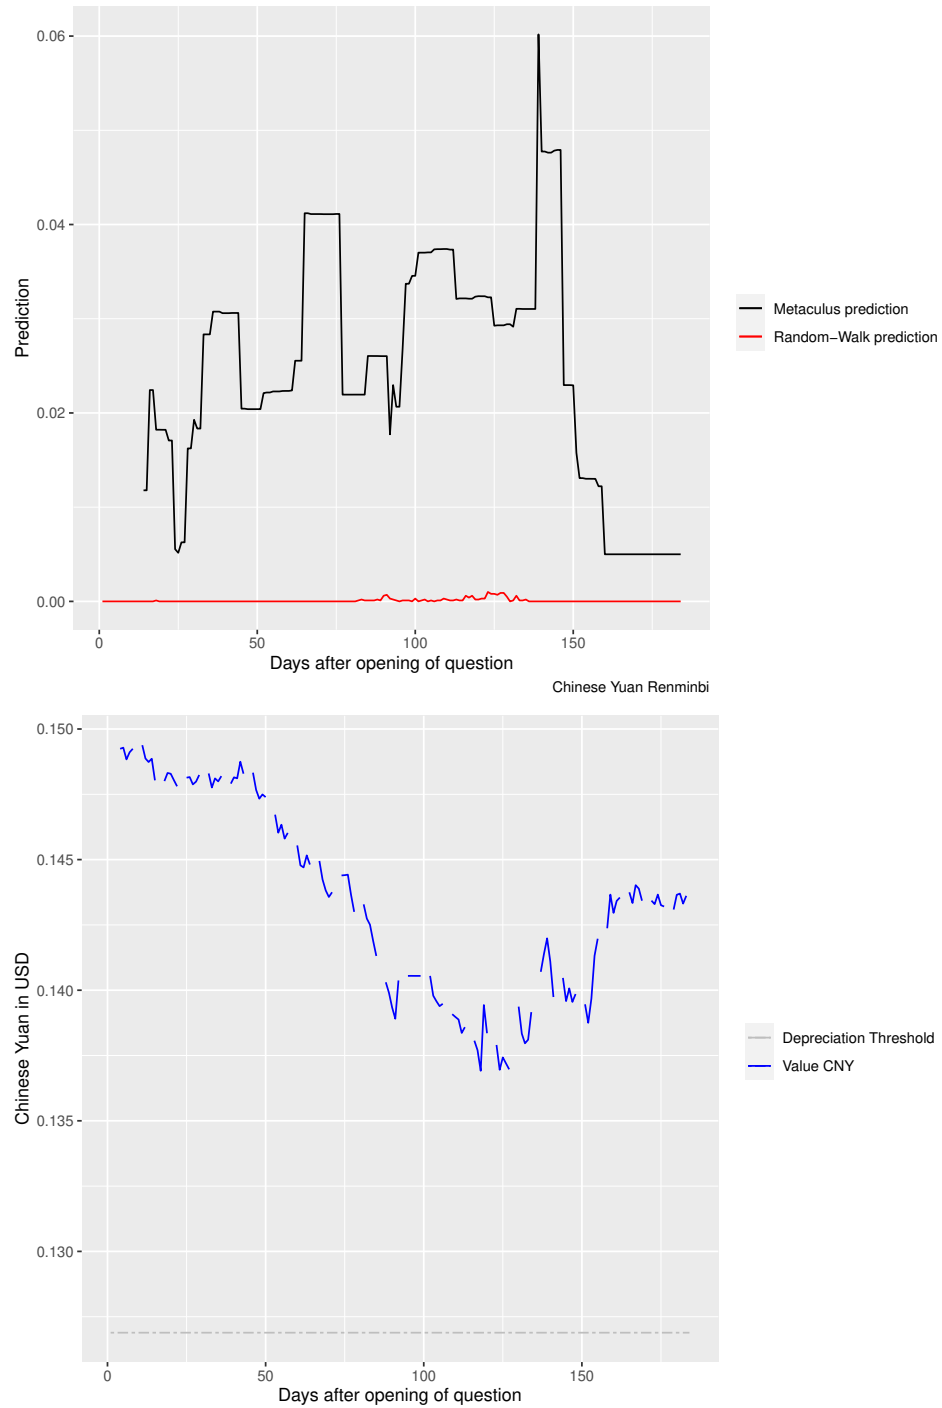 0.06
0.04
0.02
0.00
Prediction
0
50
100
150
Days after opening of question
Metaculus prediction
Random−Walk prediction
Chinese Yuan Renminbi
0.150
0.145
0.140
0.135
0.130
Chinese Yuan in USD
0
50
100
150
Days after opening of question
Depreciation Threshold
Value CNY